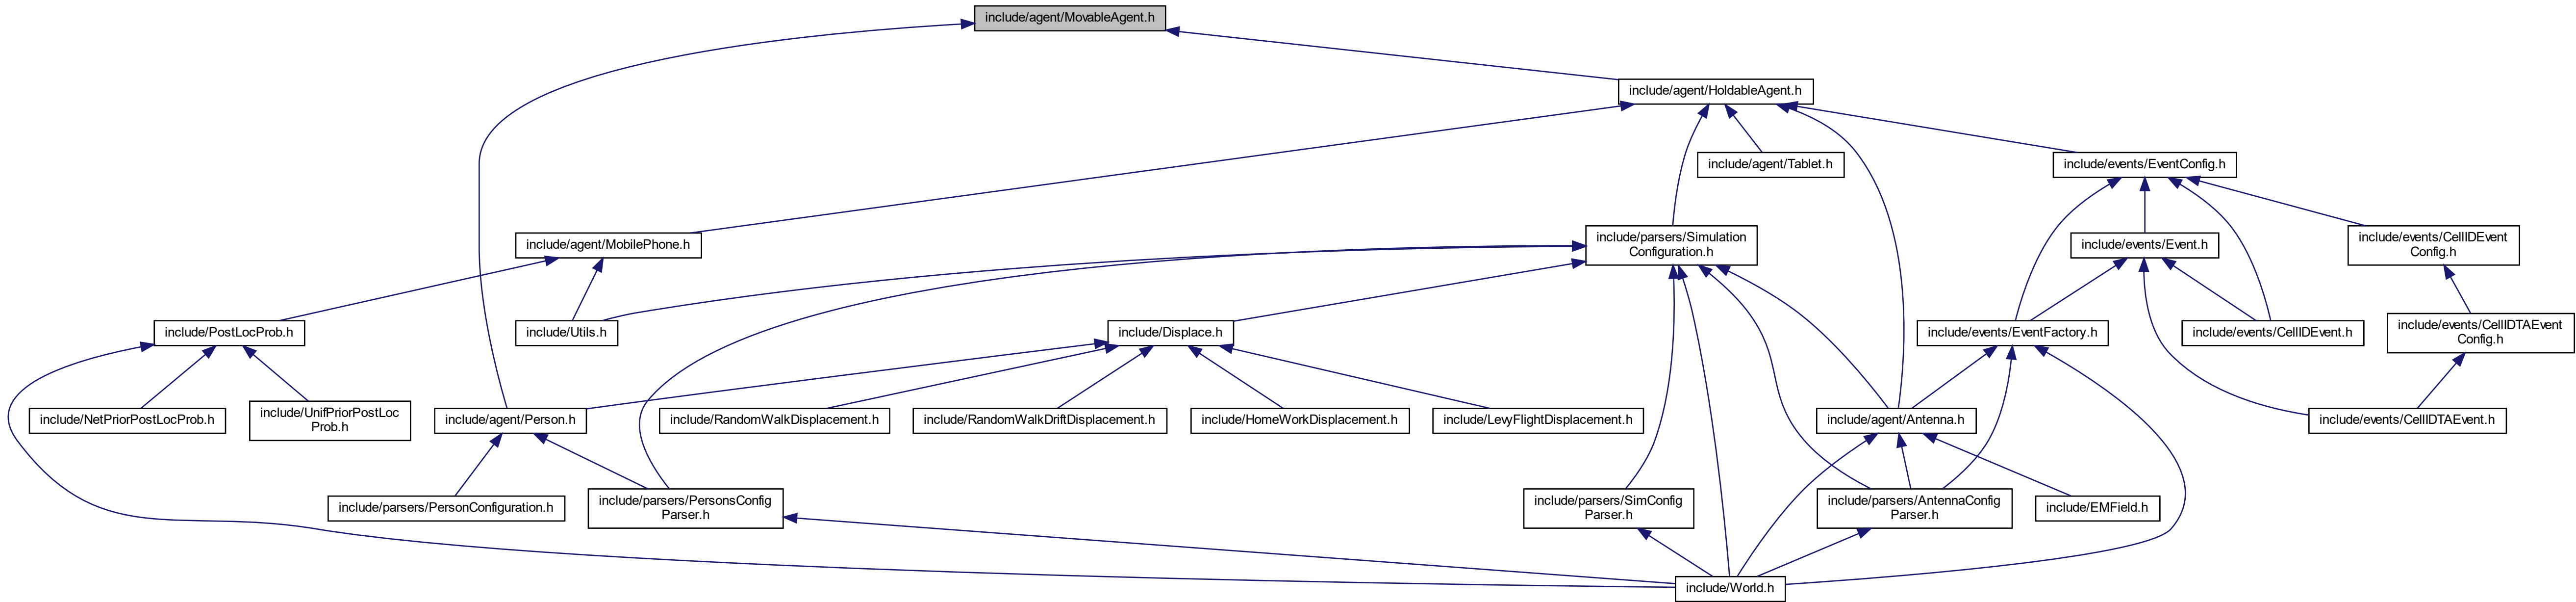 include/agent/MovableAgent.h
include/agent/HoldableAgent.h
include/agent/Tablet.h
include/events/EventConfig.h
include/agent/MobilePhone.h
include/parsers/Simulation
Configuration.h
include/events/Event.h
include/events/CellIDEvent
Config.h
include/PostLocProb.h
include/Utils.h
include/Displace.h
include/events/EventFactory.h
include/events/CellIDEvent.h
include/events/CellIDTAEvent
Config.h
include/NetPriorPostLocProb.h
include/UnifPriorPostLoc
Prob.h
include/agent/Person.h
include/RandomWalkDisplacement.h
include/RandomWalkDriftDisplacement.h
include/HomeWorkDisplacement.h
include/LevyFlightDisplacement.h
include/agent/Antenna.h
include/events/CellIDTAEvent.h
include/parsers/PersonConfiguration.h
include/parsers/PersonsConfig
Parser.h
include/parsers/SimConfig
Parser.h
include/parsers/AntennaConfig
Parser.h
include/EMField.h
include/World.h